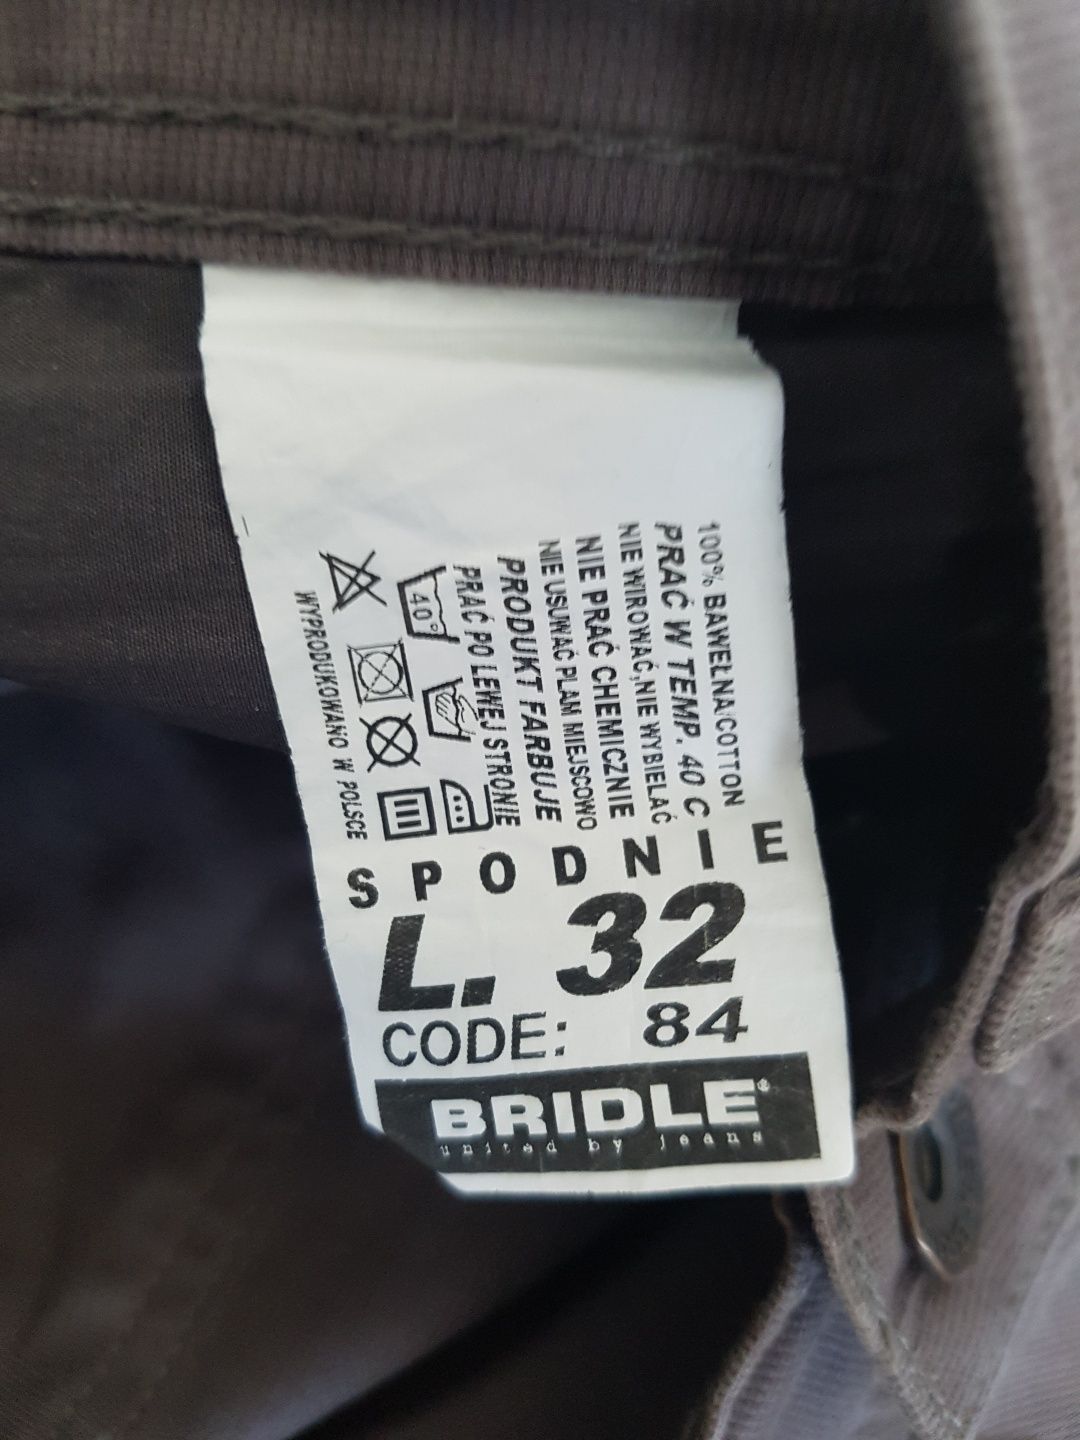 100% BAWEŁNA/COTTON
PRAĆ W TEMP. 40 C
NIE WIROWAĆ,NIE WYBIELAĆ
NIE PRAĆ CHEMICZNIE
NIE USUWAĆ PLAM MIEJSCOWO
PRODUKT FARBUJE
PRAĆ PO LEWEJ STRONIE
40°
WYPRODUKOWANO W POLSCE
SPODNIE
L. 32
CODE: 84
BRIDLE®
united by jeans